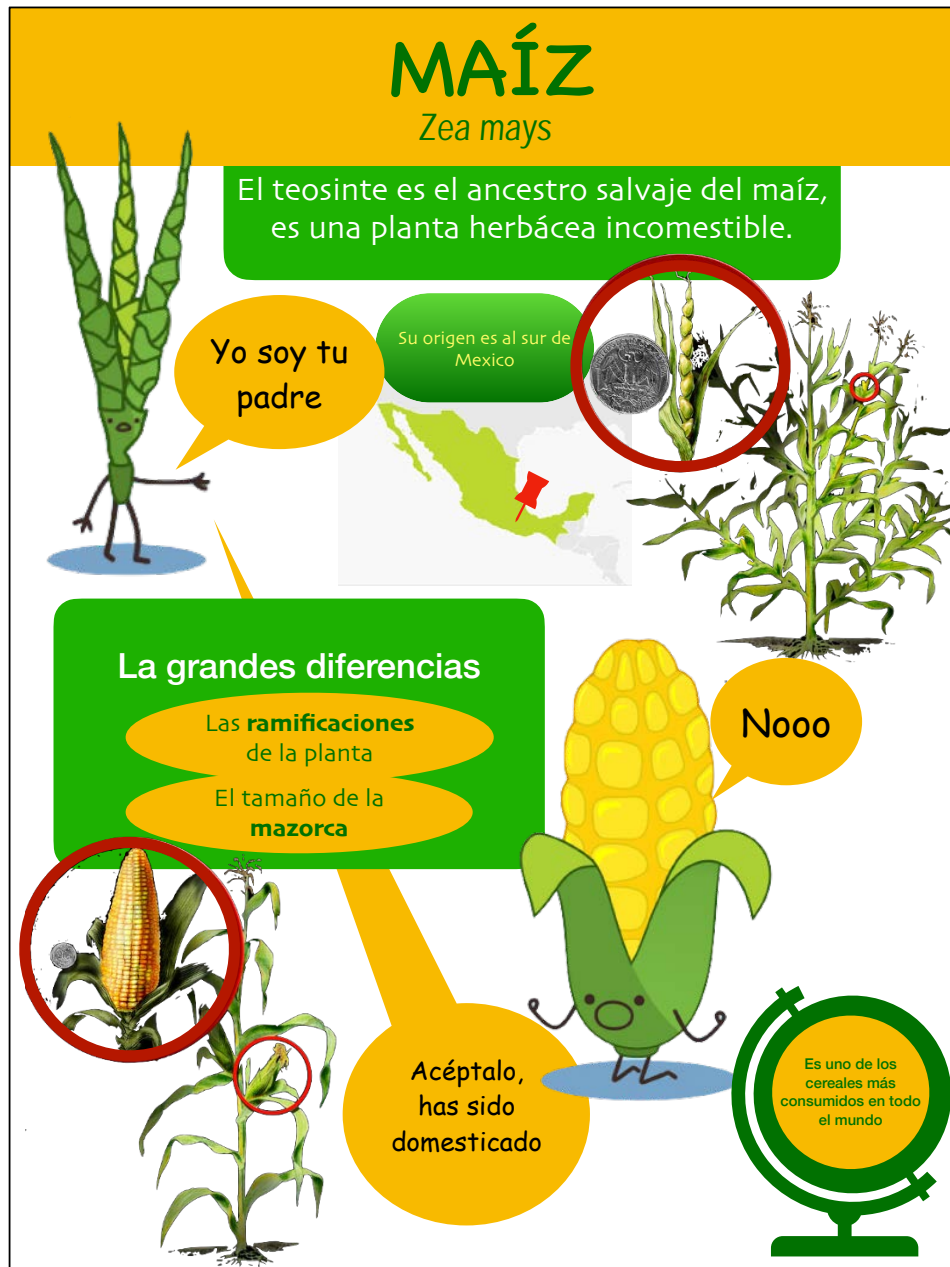 MAÍZ
Zea mays
El teosinte es el ancestro salvaje del maíz,
es una planta herbácea incomestible.
Yo soy tu
padre
Su origen es al sur de
Mexico
La grandes diferencias
Las ramificaciones
de la planta
El tamaño de la
mazorca
Nooo
Acéptalo,
has sido
domesticado
Es uno de los
cereales más
consumidos en todo
el mundo